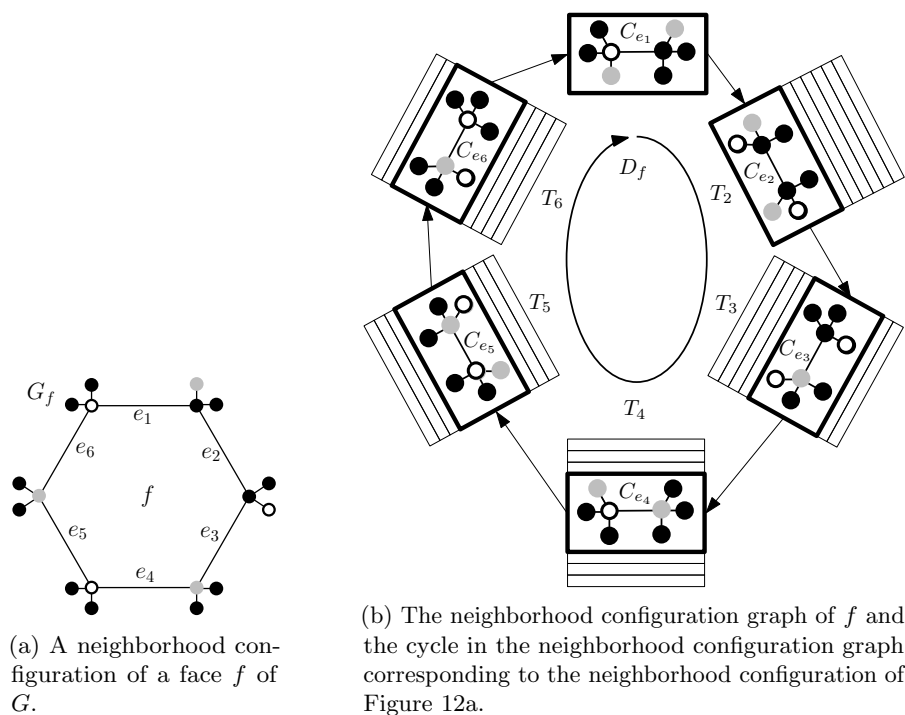 C_{e_1}
C_{e_6}
C_{e_2}
D_f
T_6
T_2
T_5
T_3
C_{e_5}
C_{e_3}
T_4
C_{e_4}
G_f
e_1
e_6
e_2
f
e_5
e_3
e_4
(a) A neighborhood con-
figuration of a face f of
G.
(b) The neighborhood configuration graph of f and
the cycle in the neighborhood configuration graph
corresponding to the neighborhood configuration of
Figure 12a.